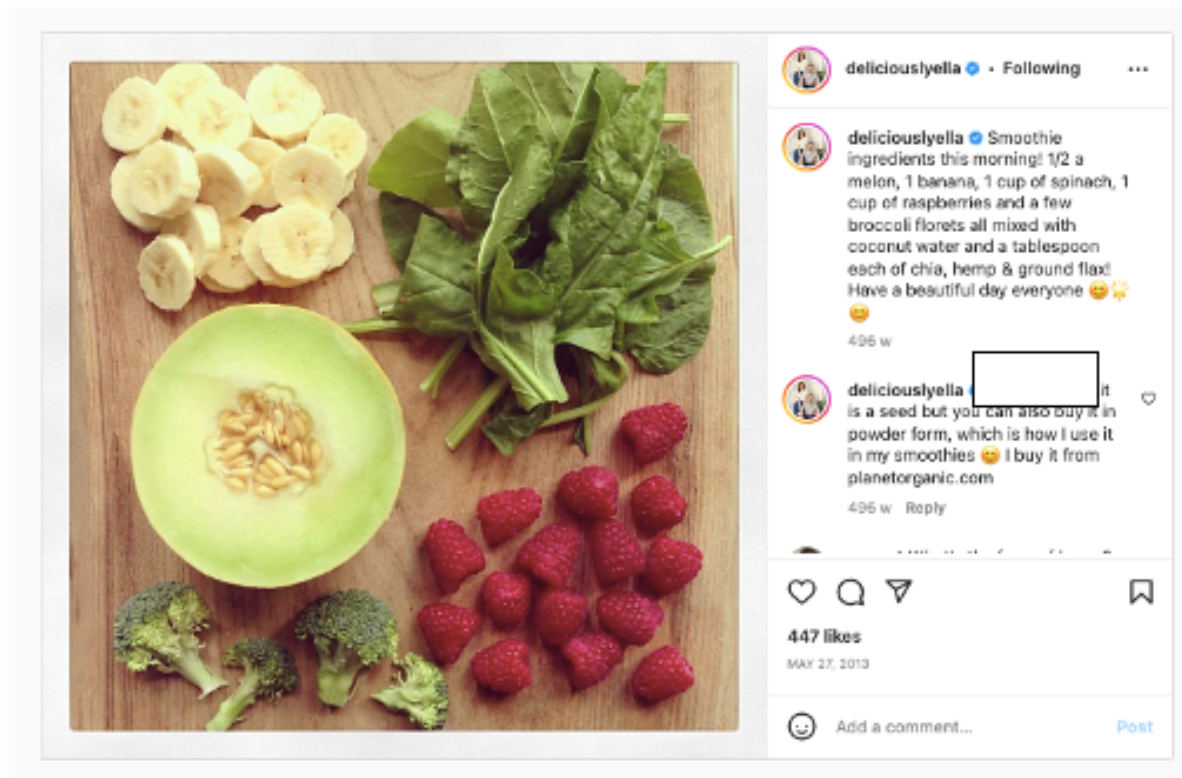 deliciouslyella • Following
deliciouslyella Smoothie
ingredients this morning! 1/2 a
melon, 1 banana, 1 cup of spinach, 1
cup of raspberries and a few
broccoli florets all mixed with
coconut water and a tablespoon
each of chia, hemp & ground flax!
Have a beautiful day everyone 😊🌟
😊
496 w
deliciouslyella it
is a seed but you can also buy it in
powder form, which is how I use it
in my smoothies 😊 I buy it from
planetorganic.com
496 w Reply
447 likes
MAY 27, 2013
Add a comment...
Post